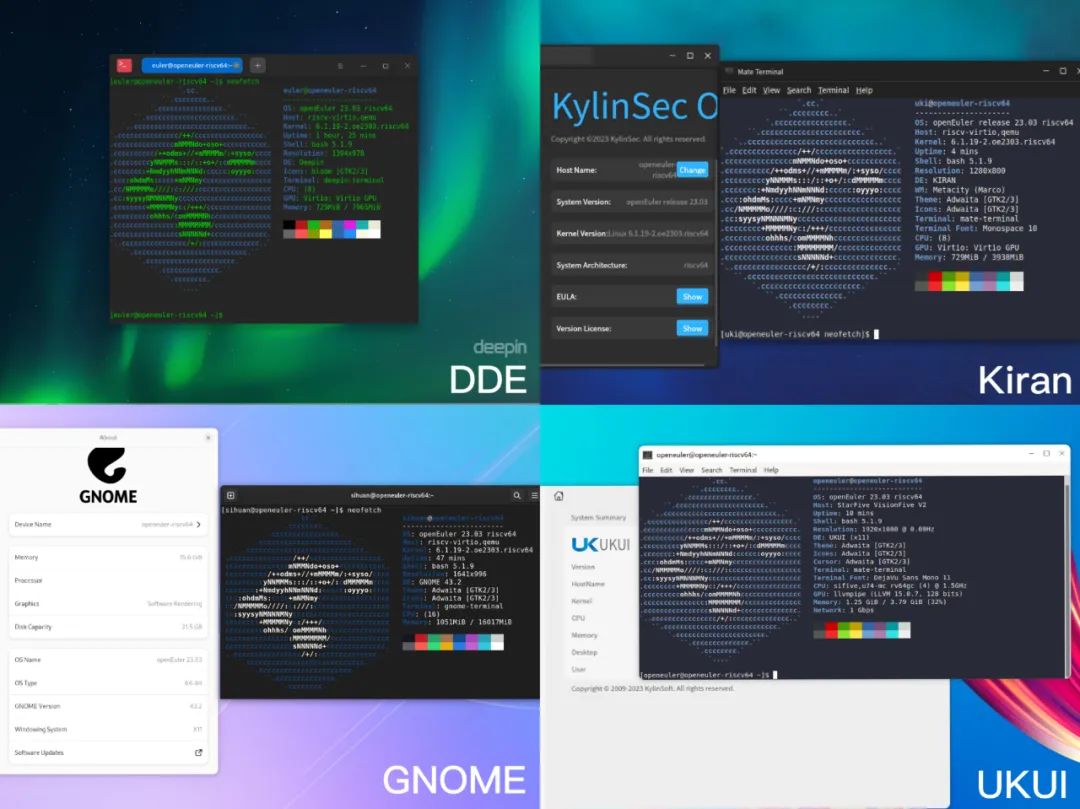 euler@openeuler-riscv64:~
[euler@openeuler-riscv64 ~]$ neofetch
euler@openeuler-riscv64
OS: openEuler 23.03 riscv64
Host: riscv-virtio,qemu
Kernel: 6.1.19-2.oe2303.riscv64
Uptime: 1 hour, 25 mins
Shell: bash 5.1.9
Resolution: 1394x978
DE: Deepin
Icons: bloom [GTK2/3]
Terminal: deepin-terminal
CPU: (8)
GPU: Virtio: Virtio GPU
Memory: 729MiB / 7965MiB
[euler@openeuler-riscv64 ~]$
deepin
DDE
KylinSec O
Copyright ©2023 KylinSec. All rights reserved.
Host Name:
openeuler-
riscv64
Change
System Version:
openEuler release 23.03
Kernel Version:
Linux 6.1.19-2.oe2303.riscv64
System Architecture:
riscv64
EULA:
Show
Version License:
Show
Mate Terminal
File Edit View Search Terminal Help
uki@openeuler-riscv64
OS: openEuler release 23.03 riscv64
Host: riscv-virtio,qemu
Kernel: 6.1.19-2.oe2303.riscv64
Uptime: 4 mins
Shell: bash 5.1.9
Resolution: 1280x800
DE: KIRAN
WM: Metacity (Marco)
Theme: Adwaita [GTK2/3]
Icons: Adwaita [GTK2/3]
Terminal: mate-terminal
Terminal Font: Monospace 10
CPU: (8)
GPU: Virtio: Virtio GPU
Memory: 729MiB / 3938MiB
[uki@openeuler-riscv64 neofetch]$
Kiran
About
GNOME
Device Name
openeuler-riscv64
Memory
15.6 GiB
Processor
Graphics
Software Rendering
Disk Capacity
21.5 GB
OS Name
openEuler 23.03
OS Type
64-bit
GNOME Version
43.2
Windowing System
X11
Software Updates
sihuan@openeuler-riscv64:~
[sihuan@openeuler-riscv64 ~]$ neofetch
sihuan@openeuler-riscv64
OS: openEuler 23.03 riscv64
Host: riscv-virtio,qemu
Kernel: 6.1.19-2.oe2303.riscv64
Uptime: 47 mins
Shell: bash 5.1.9
Resolution: 1641x996
DE: GNOME 43.2
Theme: Adwaita [GTK2/3]
Icons: Adwaita [GTK2/3]
Terminal: gnome-terminal
CPU: (16)
Memory: 1051MiB / 16017MiB
GNOME
System Summary
UK UKUI
Version
HostName
Kernel
CPU
Memory
Desktop
User
Copyright © 2009-2023 KylinSoft. All rights reserved.
openeuler@openeuler-riscv64:~
File Edit View Search Terminal Help
openeuler@openeuler-riscv64
OS: openEuler 23.03 riscv64
Host: StarFive VisionFive V2
Uptime: 10 mins
Shell: bash 5.1.9
Resolution: 1920x1080 @ 0.00Hz
DE: UKUI (x11)
Theme: Adwaita [GTK2/3]
Icons: Adwaita [GTK2/3]
Cursor: Adwaita [GTK2/3]
Terminal: mate-terminal
Terminal Font: DejaVu Sans Mono 11
CPU: sifive,u74-mc rv64gc (4) @ 1.5GHz
GPU: llvmpipe (LLVM 15.0.7, 128 bits)
Memory: 1.25 GiB / 3.79 GiB (32%)
Network: 1 Gbps
[openeuler@openeuler-riscv64 ~]$
UKUI